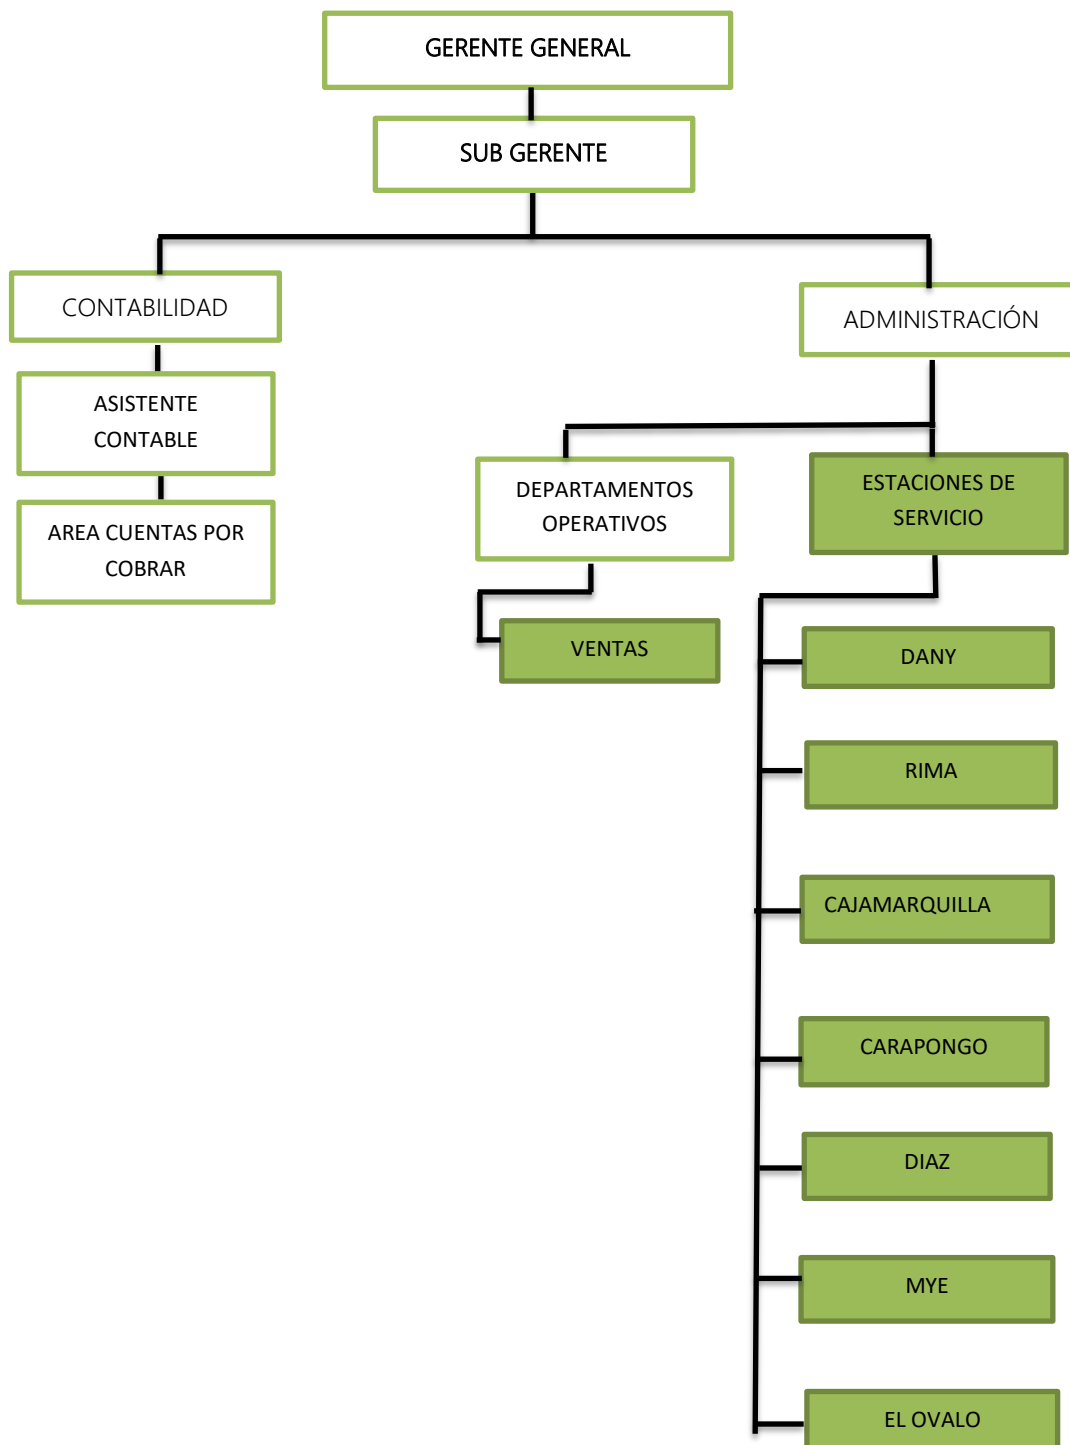 GERENTE GENERAL
SUB GERENTE
CONTABILIDAD
ADMINISTRACIÓN
ASISTENTE
CONTABLE
AREA CUENTAS POR
COBRAR
DEPARTAMENTOS
OPERATIVOS
ESTACIONES DE
SERVICIO
VENTAS
DANY
RIMA
CAJAMARQUILLA
CARAPONGO
DIAZ
MYE
EL OVALO